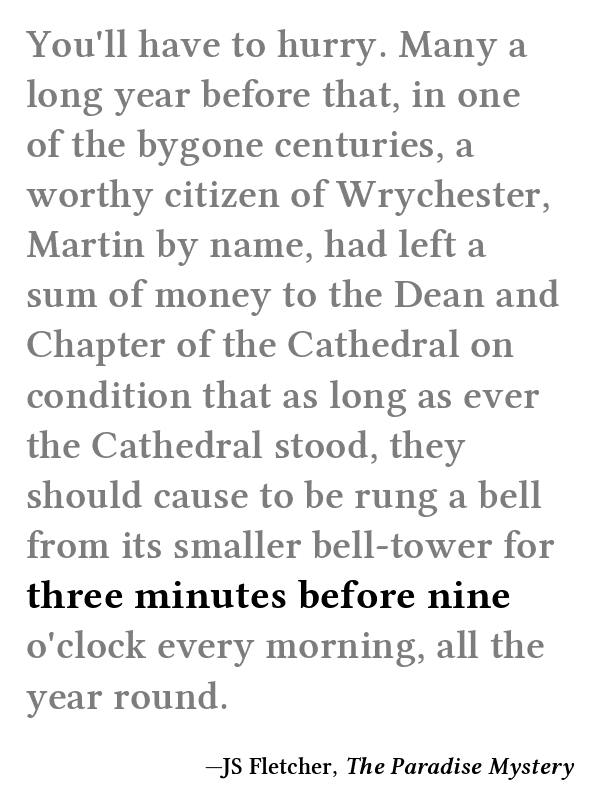 You'll have to hurry. Many a
long year before that, in one
of the bygone centuries, a
worthy citizen of Wrychester,
Martin by name, had left a
sum of money to the Dean and
Chapter of the Cathedral on
condition that as long as ever
the Cathedral stood, they
should cause to be rung a bell
from its smaller bell-tower for
three minutes before nine
o'clock every morning, all the
year round.
—JS Fletcher, The Paradise Mystery